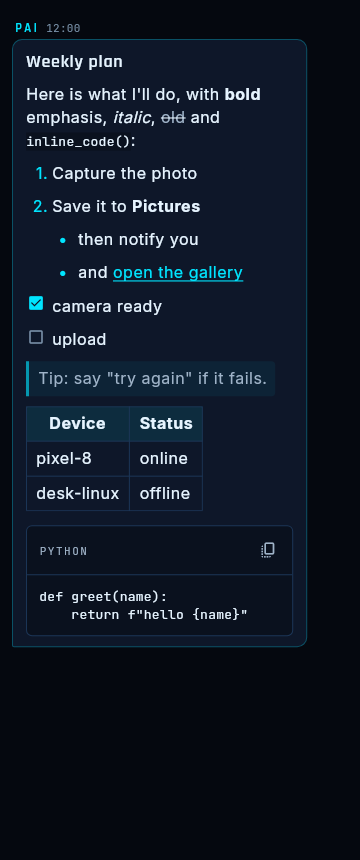 PAI 12:00
Weekly plan
Here is what I'll do, with bold
emphasis, italic, old and
inline_code():
1. Capture the photo
2. Save it to Pictures
• then notify you
• and open the gallery
camera ready
upload
Tip: say "try again" if it fails.
Device Status
pixel-8 online
desk-linux offline
PYTHON
def greet(name):
    return f"hello {name}"